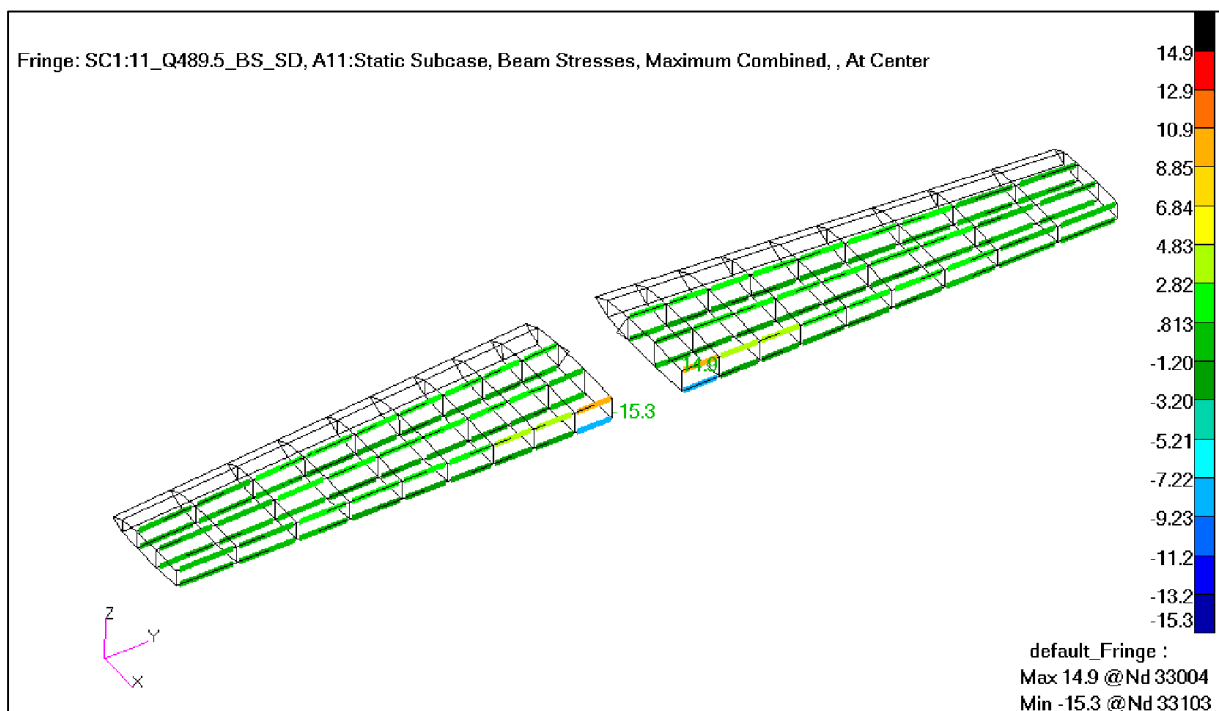 Fringe: SC1:11_Q489.5_BS_SD, A11:Static Subcase, Beam Stresses, Maximum Combined, , At Center
14.9
12.9
10.9
8.85
6.84
4.83
2.82
.813
-1.20
-3.20
-5.21
-7.22
-9.23
-11.2
-13.2
-15.3
14.9
-15.3
Z
Y
X
default_Fringe :
Max 14.9 @Nd 33004
Min -15.3 @Nd 33103